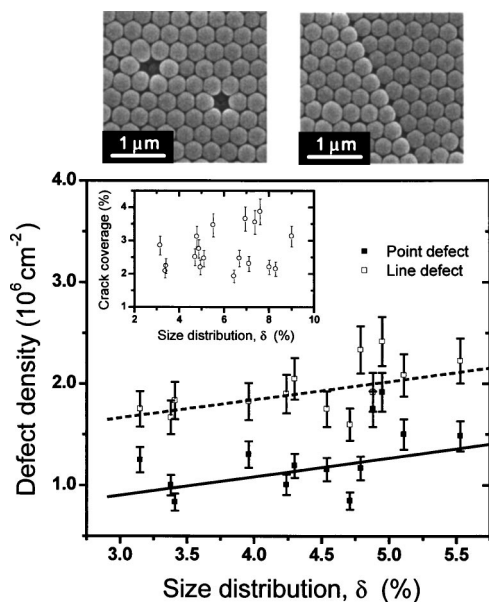 1 μm
1 μm
Defect density (10⁶cm⁻²)
4.0
3.0
2.0
1.0
3.0 3.5 4.0 4.5 5.0 5.5
Size distribution, δ (%)
Crack coverage (%)
5
4
3
2
1
2 4 6 8 10
Size distribution, δ (%)
Point defect
Line defect